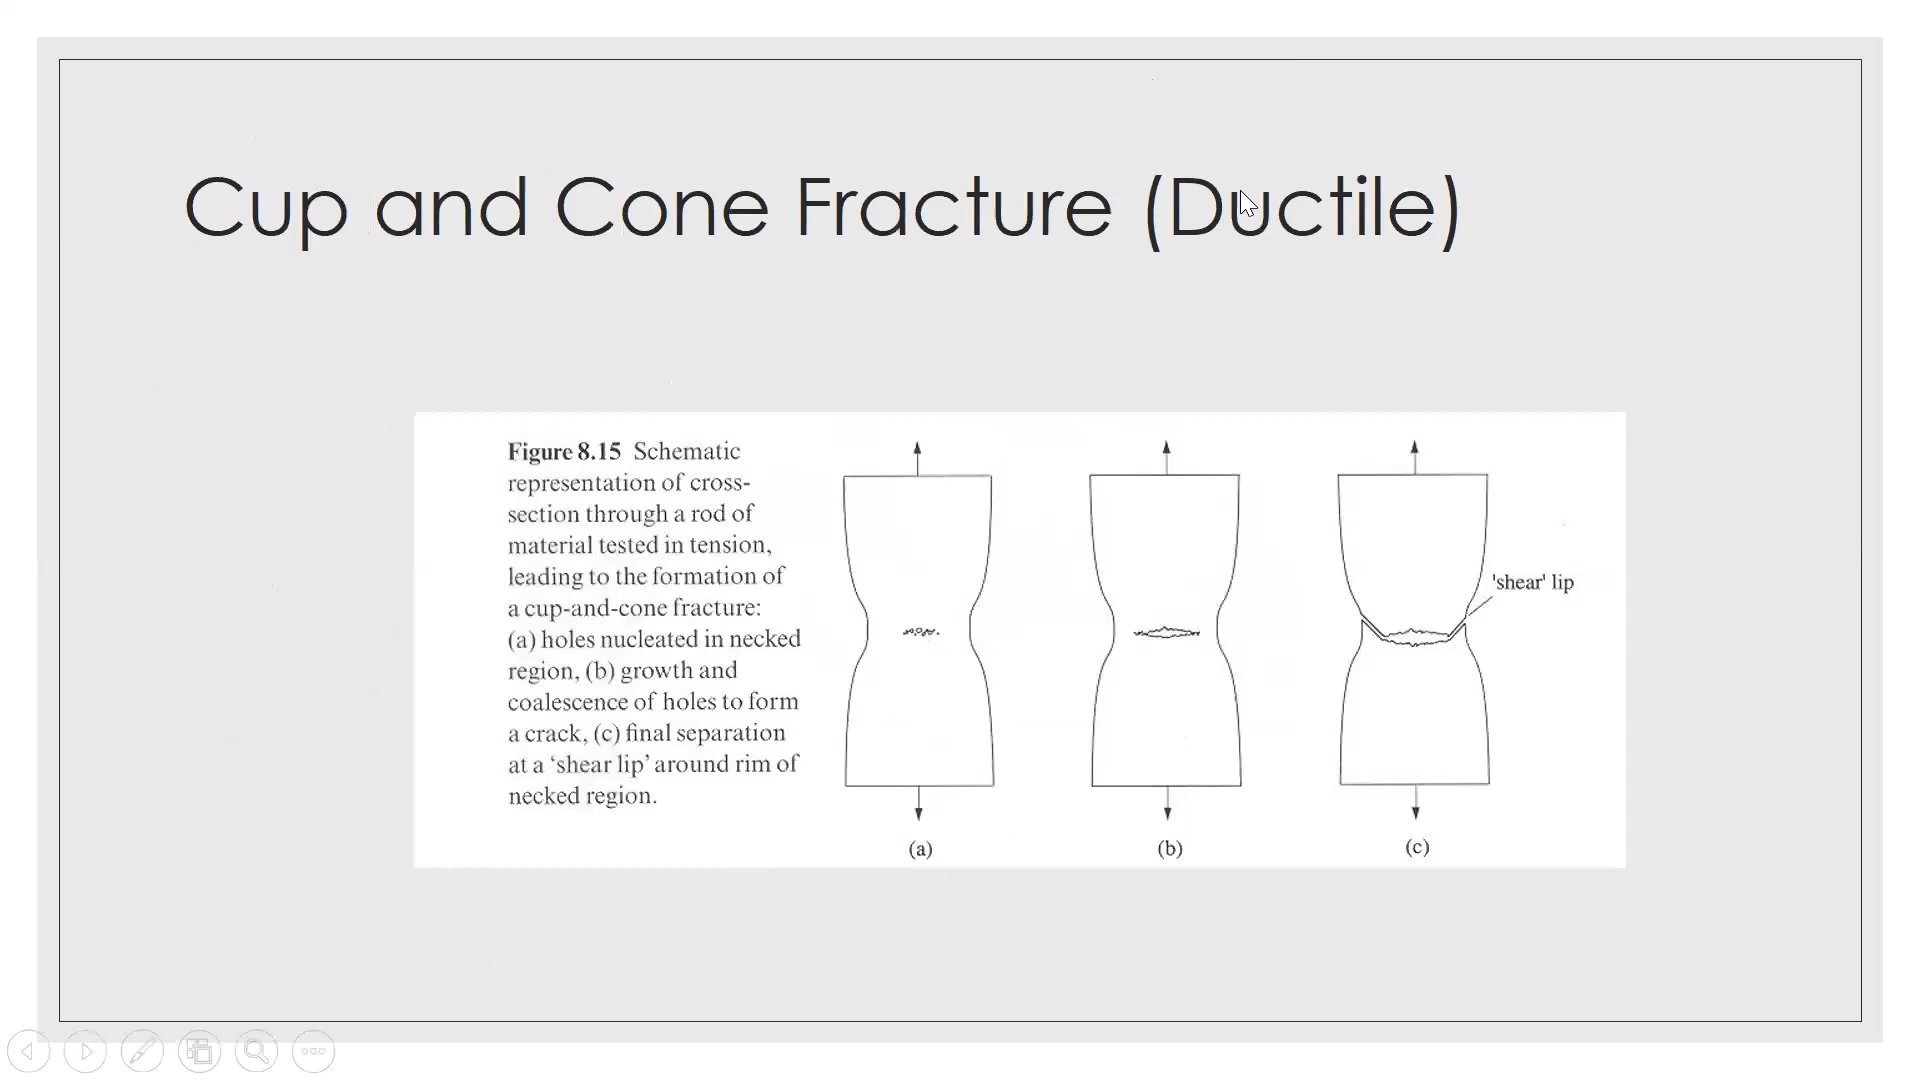 Cup and Cone Fracture (Ductile)
Figure 8.15 Schematic
representation of cross-
section through a rod of
material tested in tension,
leading to the formation of
a cup-and-cone fracture:
(a) holes nucleated in necked
region, (b) growth and
coalescence of holes to form
a crack, (c) final separation
at a ‘shear lip’ around rim of
necked region.
'shear' lip
(a)
(b)
(c)